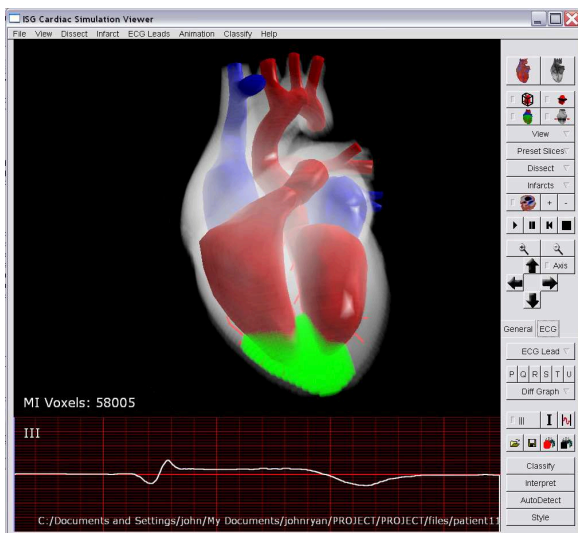 ISG Cardiac Simulation Viewer
File View Dissect Infarct ECG Leads Animation Classify Help
View
Preset Slices
Dissect
Infarcts
+ -
Axis
General ECG
ECG Lead
P Q R S T U
Diff Graph
III I
Classify
Interpret
AutoDetect
Style
MI Voxels: 58005
III
C:/Documents and Settings/john/My Documents/johnryan/PROJECT/PROJECT/files/patient11